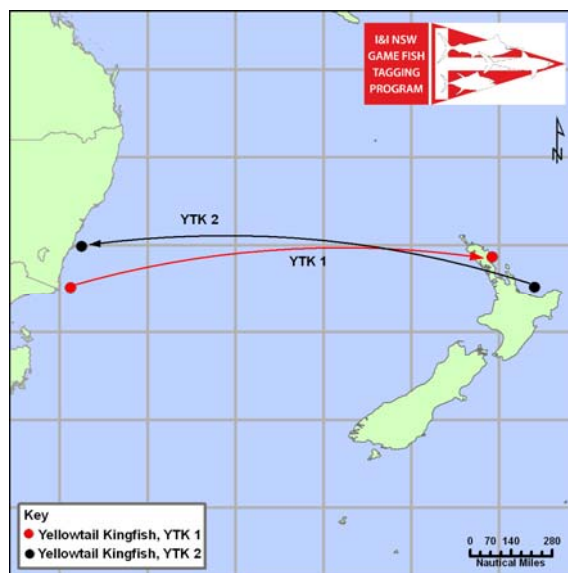 I&I NSW
GAME FISH
TAGGING
PROGRAM
N
YTK 2
YTK 1
Key
Yellowtail Kingfish, YTK 1
Yellowtail Kingfish, YTK 2
0 70 140 280
Nautical Miles